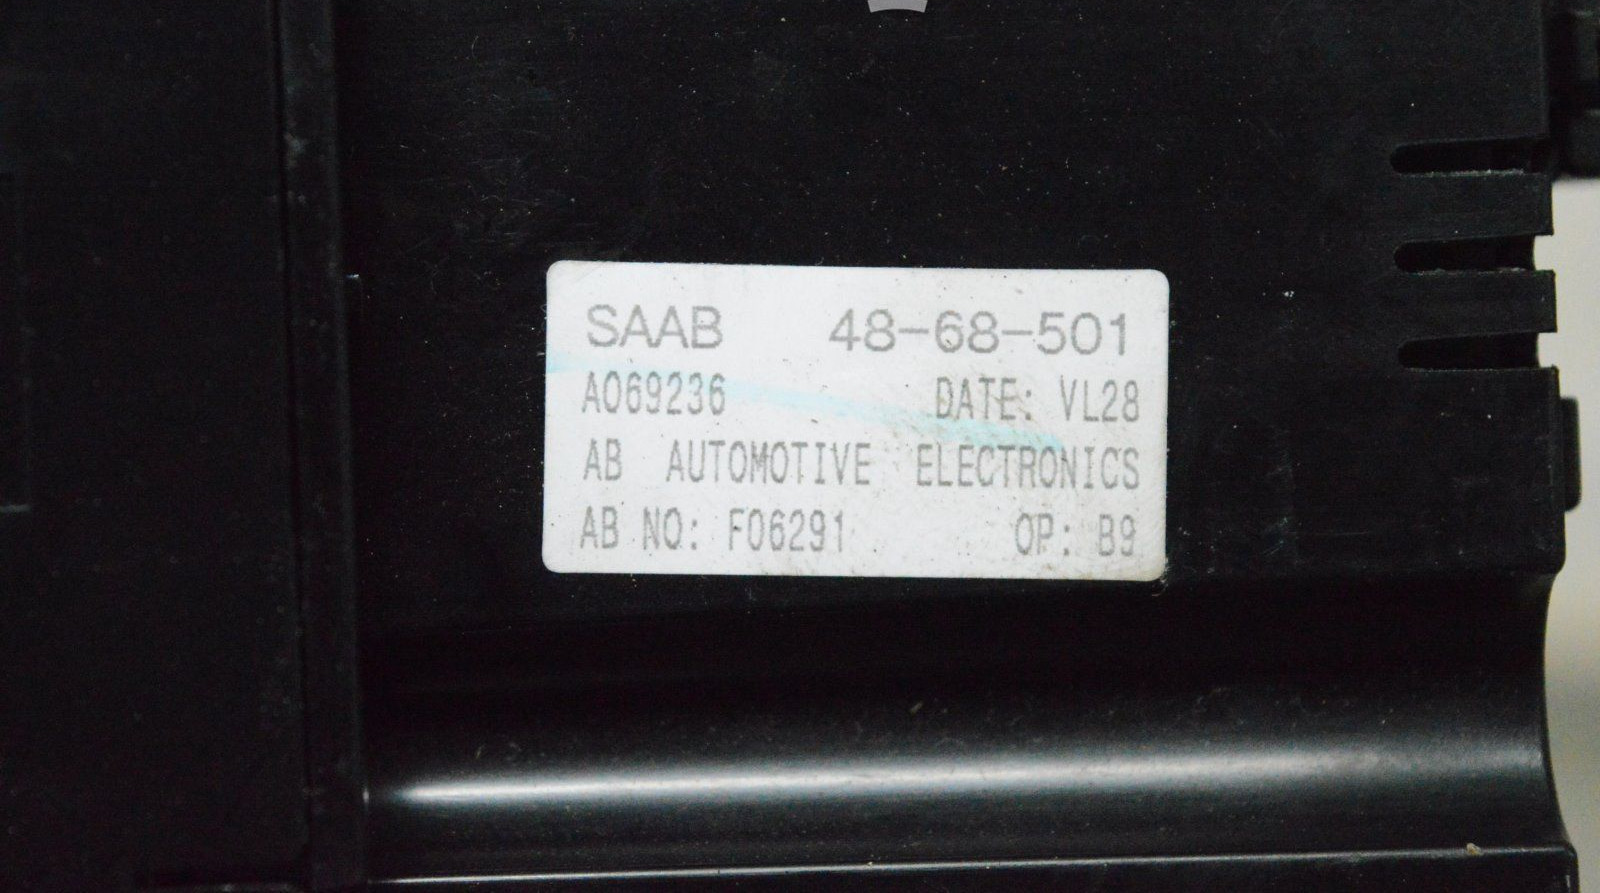 SAAB 48-68-501
A069236 DATE: VL28
AB AUTOMOTIVE ELECTRONICS
AB NO: F06291 OP: B9